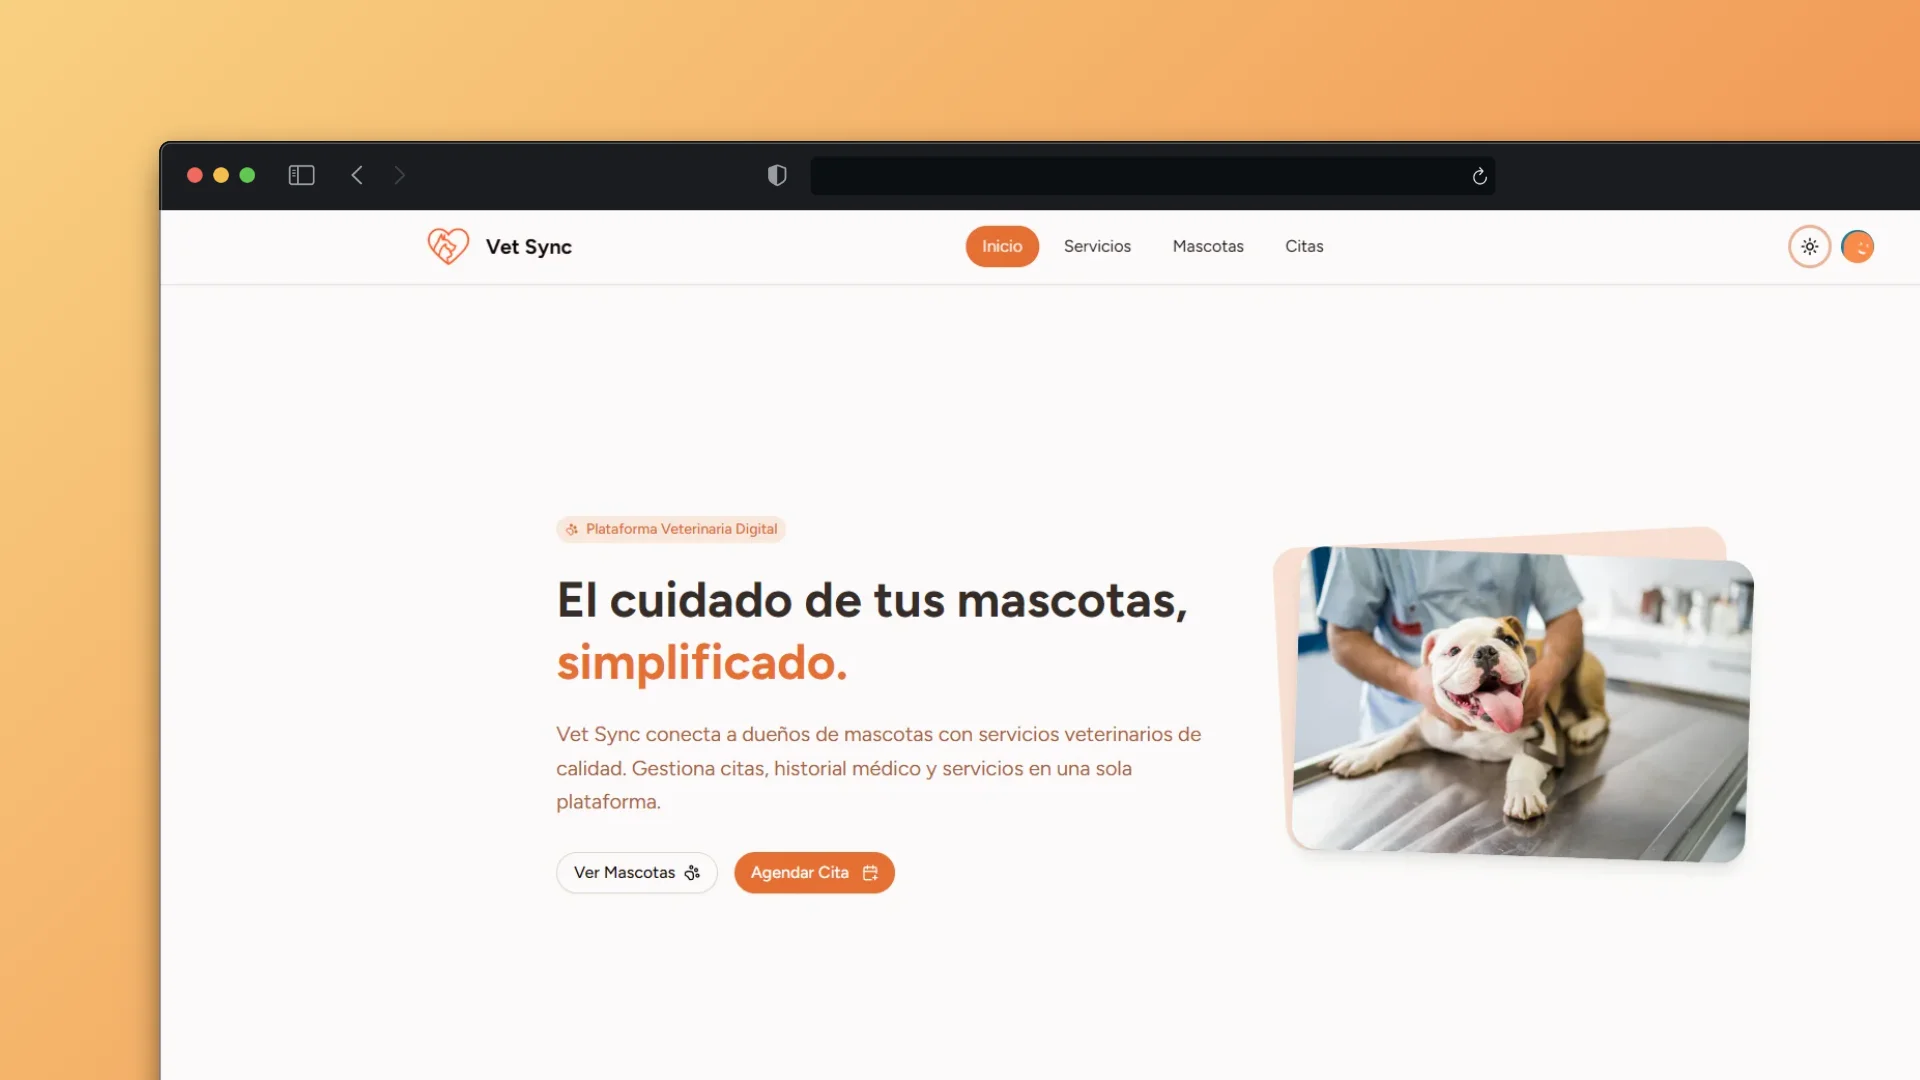 Vet Sync
Inicio
Servicios
Mascotas
Citas
Plataforma Veterinaria Digital
El cuidado de tus mascotas,
simplificado.
Vet Sync conecta a dueños de mascotas con servicios veterinarios de
calidad. Gestiona citas, historial médico y servicios en una sola
plataforma.
Ver Mascotas
Agendar Cita